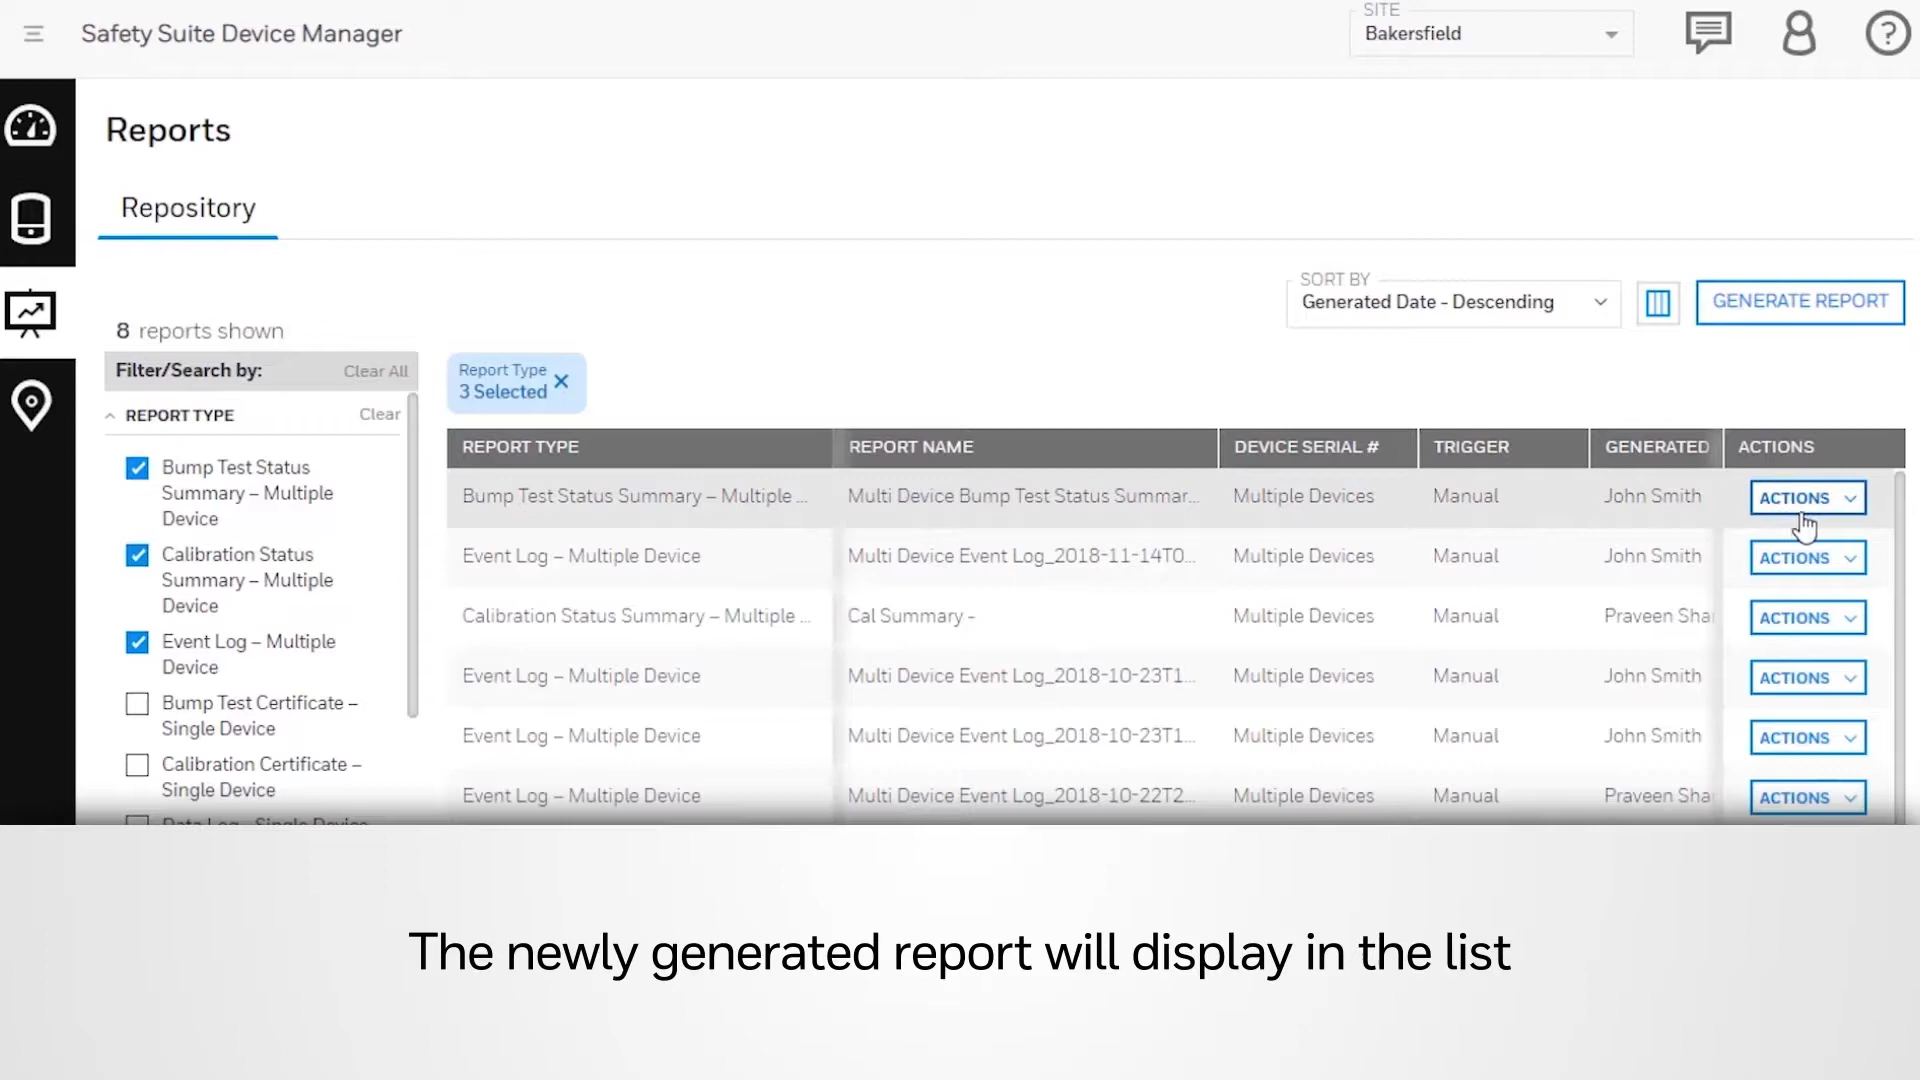 Safety Suite Device Manager
SITE
Bakersfield
Reports
Repository
SORT BY
Generated Date - Descending
GENERATE REPORT
8 reports shown
Filter/Search by:
Clear All
REPORT TYPE
Clear
Bump Test Status
Summary – Multiple
Device
Calibration Status
Summary – Multiple
Device
Event Log – Multiple
Device
Bump Test Certificate –
Single Device
Calibration Certificate –
Single Device
Data Log - Single Device
Report Type
3 Selected
REPORT TYPE REPORT NAME DEVICE SERIAL # TRIGGER GENERATED ACTIONS
Bump Test Status Summary – Multiple ... Multi Device Bump Test Status Summar... Multiple Devices Manual John Smith ACTIONS
Event Log – Multiple Device Multi Device Event Log_2018-11-14T0... Multiple Devices Manual John Smith ACTIONS
Calibration Status Summary – Multiple ... Cal Summary - Multiple Devices Manual Praveen Sha ACTIONS
Event Log – Multiple Device Multi Device Event Log_2018-10-23T1... Multiple Devices Manual John Smith ACTIONS
Event Log – Multiple Device Multi Device Event Log_2018-10-23T1... Multiple Devices Manual John Smith ACTIONS
Event Log – Multiple Device Multi Device Event Log_2018-10-22T2... Multiple Devices Manual Praveen Sha ACTIONS
The newly generated report will display in the list